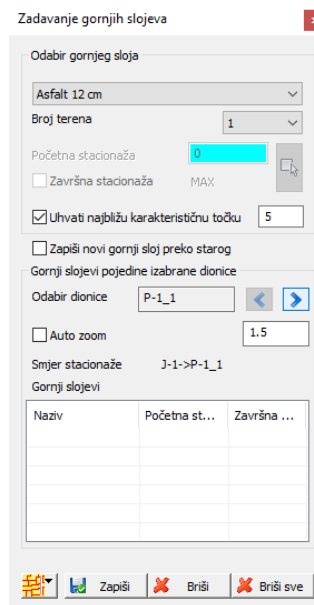 Zadavanje gornjih slojeva
Odabir gornjeg sloja
Asfalt 12 cm
Broj terena 1
Početna stacionaža 0
Završna stacionaža MAX
Uhvati najbližu karakterističnu točku 5
Zapiši novi gornji sloj preko starog
Gornji slojevi pojedine izabrane dionice
Odabir dionice P-1_1
Auto zoom 1.5
Smjer stacionaže J-1->P-1_1
Gornji slojevi
Naziv Početna st... Završna ...
Zapiši Briši Briši sve